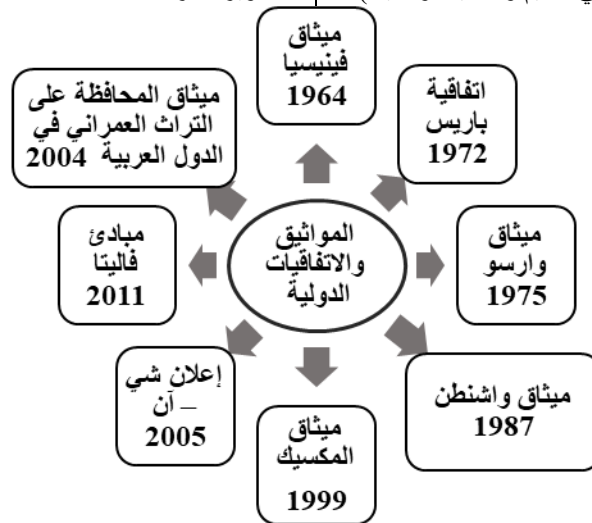 ميثاق
فينيسيا
1964
اتفاقية
باريس
1972
ميثاق
وارسو
1975
ميثاق واشنطن
1987
ميثاق
المكسيك
1999
إعلان شي
– آن
2005
مبادئ
فاليتا
2011
ميثاق المحافظة على
التراث العمراني في
الدول العربية 2004
المواثيق
والاتفاقيات
الدولية